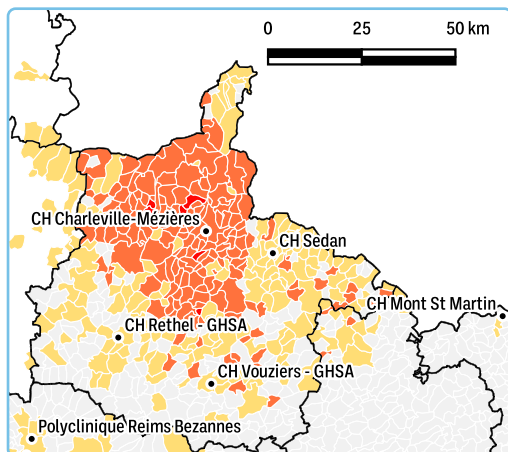 0 25 50 km
CH Charleville-Mézières
CH Sedan
CH Mont St Martin
CH Rethel - GHSA
CH Vouziers - GHSA
Polyclinique Reims Bezannes